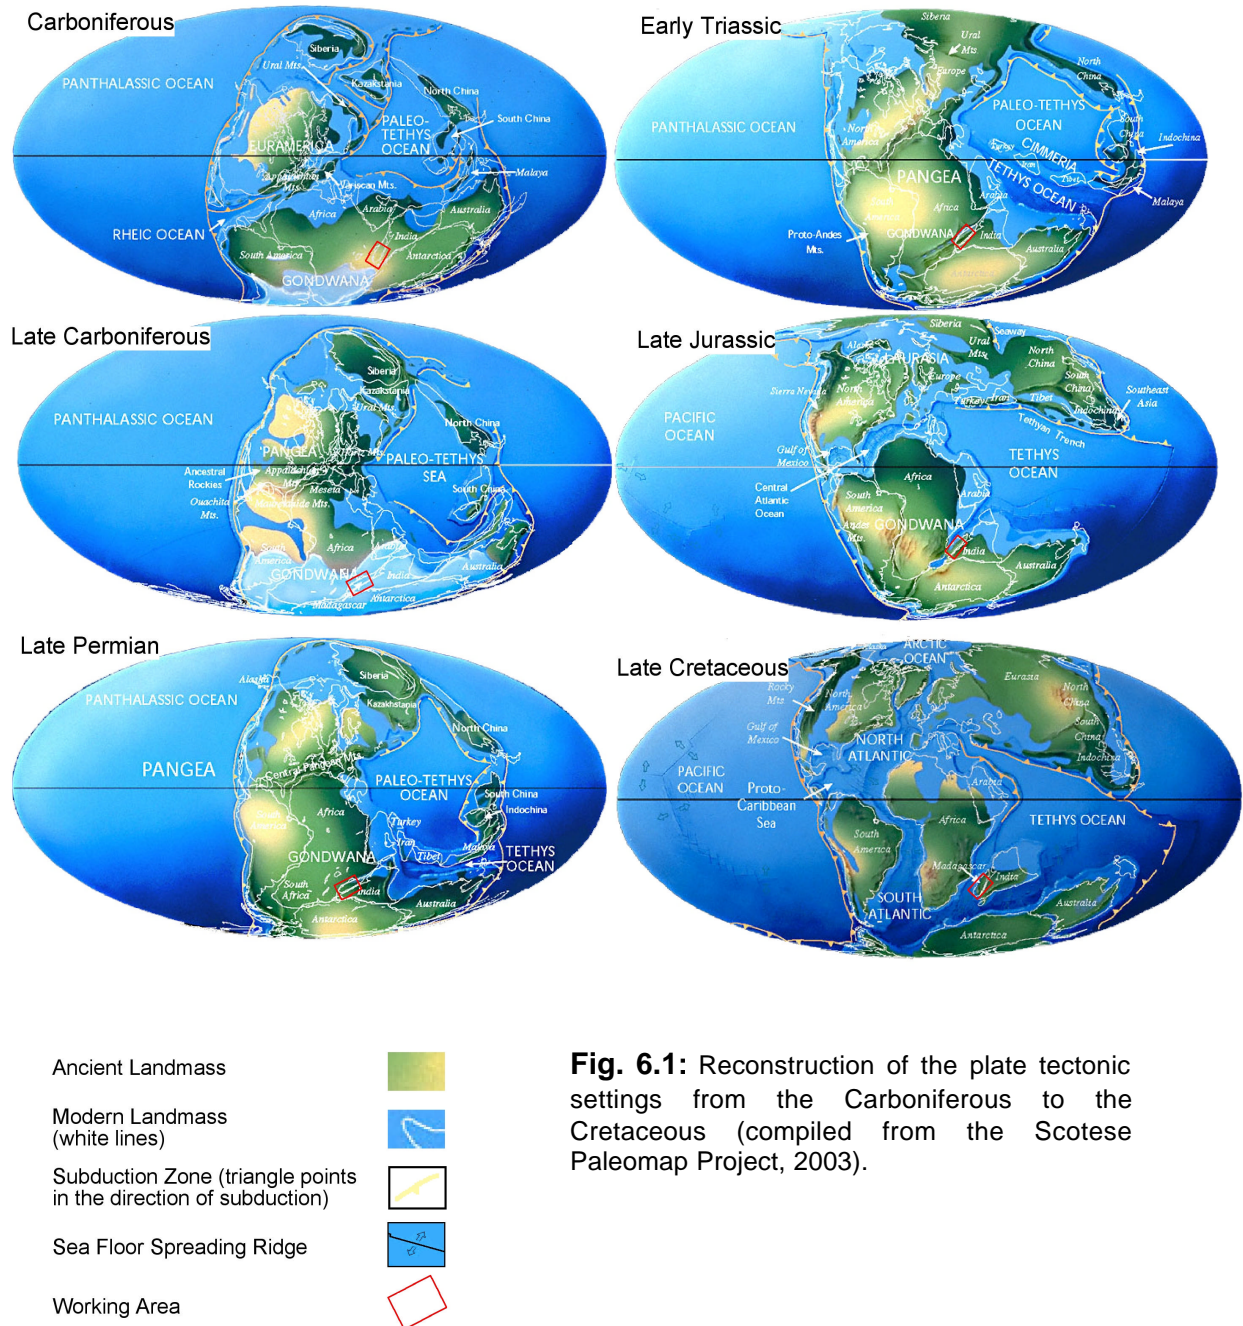 Carboniferous
Siberia
Ural Mts.
PANTHALASSIC OCEAN
Kazakstania
North China
PALEO-
TETHYS
OCEAN
South China
EURAMERICA
Appalachian
Mts.
Variscan Mts.
Malaya
Africa
Arabia
Australia
RHEIC OCEAN
India
South America
Antarctica
GONDWANA
Early Triassic
Siberia
Ural
Mts
Europe
North
China
PALEO-TETHYS
OCEAN
PANTHALASSIC OCEAN
North
America
South
China
Indochina
Turkey
CIMMERIA
Iran
Tibet
PANGEA
TETHYS OCEAN
Arabia
Malaya
South
America
Africa
Proto-Andes
Mts.
GONDWANA
India
Australia
Antarctica
Late Carboniferous
Siberia
Kazakstania
Ural Mts.
PANTHALASSIC OCEAN
North China
PANGEA
PALEO-TETHYS
SEA
Ancestral
Rockies
Appalachian
Mts.
Meseta
South China
Ouachita
Mts.
South
America
Africa
Arabia
GONDWANA
India
Australia
Madagascar
Antarctica
Late Jurassic
Siberia
Seaway
Alaska
LAURASIA
Ural
Mts.
North
China
Sierra Nevada
North
America
Europe
South
China
Southeast
Asia
Turkey
Iran
Tibet
Indochina
PACIFIC
OCEAN
Tethyan Trench
Gulf of
Mexico
TETHYS
OCEAN
Central
Atlantic
Ocean
Africa
Arabia
South
America
Andes
Mts.
GONDWANA
India
Australia
Antarctica
Late Permian
Alaska
Siberia
PANTHALASSIC OCEAN
Kazakhstania
North China
PANGEA
Central Pangean Mts.
PALEO-TETHYS
OCEAN
South China
Indochina
South
America
Africa
Turkey
Iran
Tibet
Malaya
TETHYS
OCEAN
GONDWANA
South
Africa
India
Australia
Antarctica
Late Cretaceous
Alaska
ARCTIC
OCEAN
Eurasia
Rocky
Mts
North
America
North
China
Gulf of
Mexico
South
China
NORTH
ATLANTIC
Indochina
PACIFIC
OCEAN
Proto-
Caribbean
Sea
Arabia
Africa
TETHYS OCEAN
South
America
Madagascar
India
SOUTH
ATLANTIC
Australia
Antarctica
Ancient Landmass
Modern Landmass
(white lines)
Subduction Zone (triangle points
in the direction of subduction)
Sea Floor Spreading Ridge
Working Area
Fig. 6.1: Reconstruction of the plate tectonic
settings from the Carboniferous to the
Cretaceous (compiled from the Scotese
Paleomap Project, 2003).